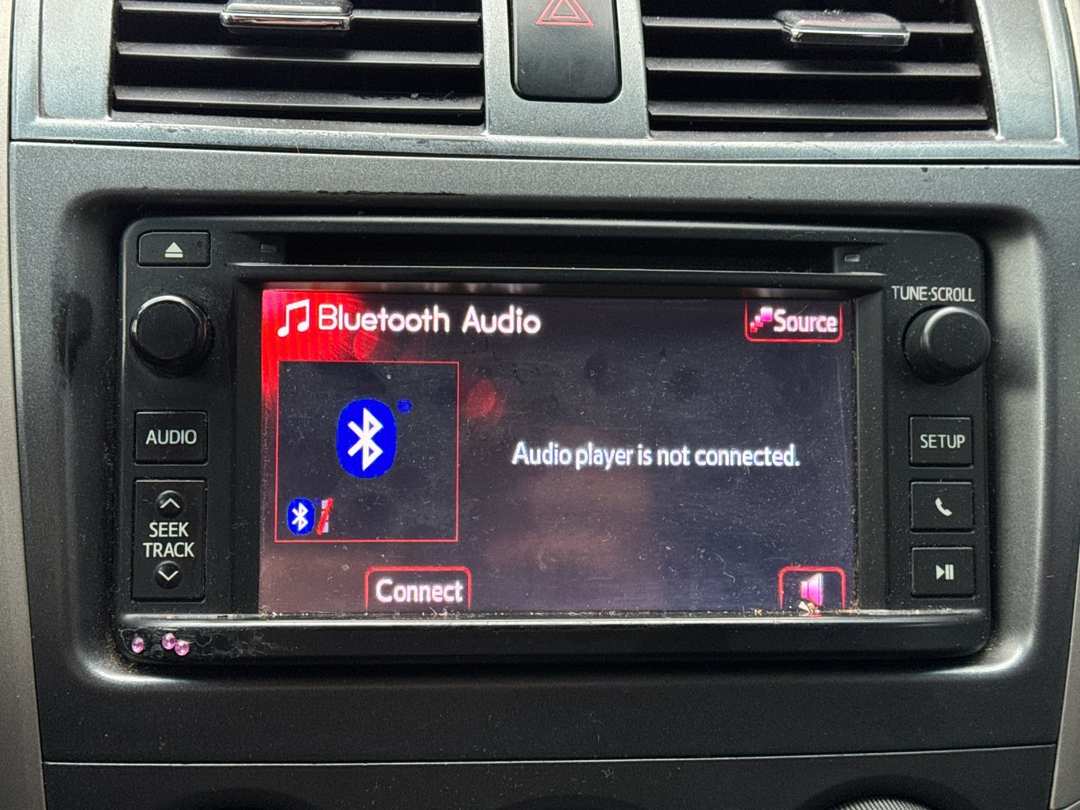 Bluetooth Audio
Source
TUNE·SCROLL
AUDIO
SETUP
Audio player is not connected.
SEEK
TRACK
Connect